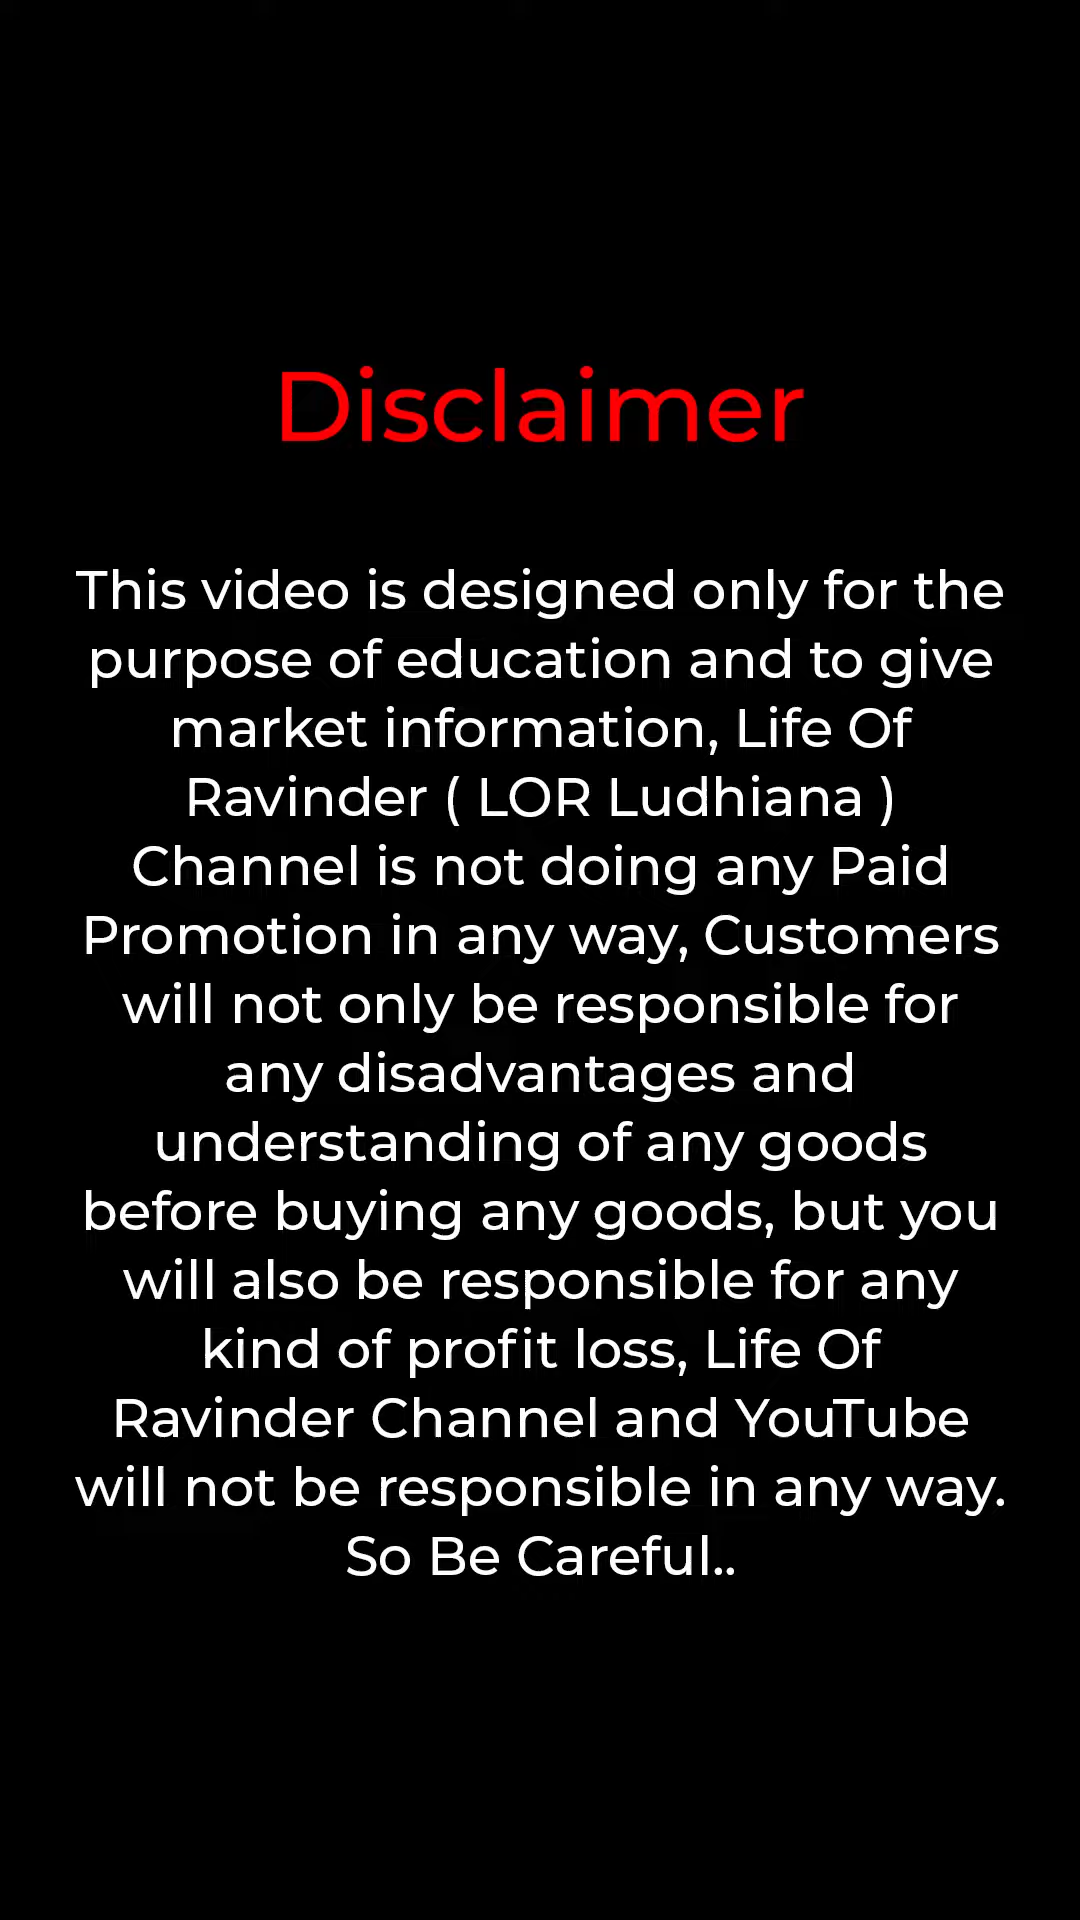 Disclaimer
This video is designed only for the
purpose of education and to give
market information, Life Of
Ravinder ( LOR Ludhiana )
Channel is not doing any Paid
Promotion in any way, Customers
will not only be responsible for
any disadvantages and
understanding of any goods
before buying any goods, but you
will also be responsible for any
kind of profit loss, Life Of
Ravinder Channel and YouTube
will not be responsible in any way.
So Be Careful..